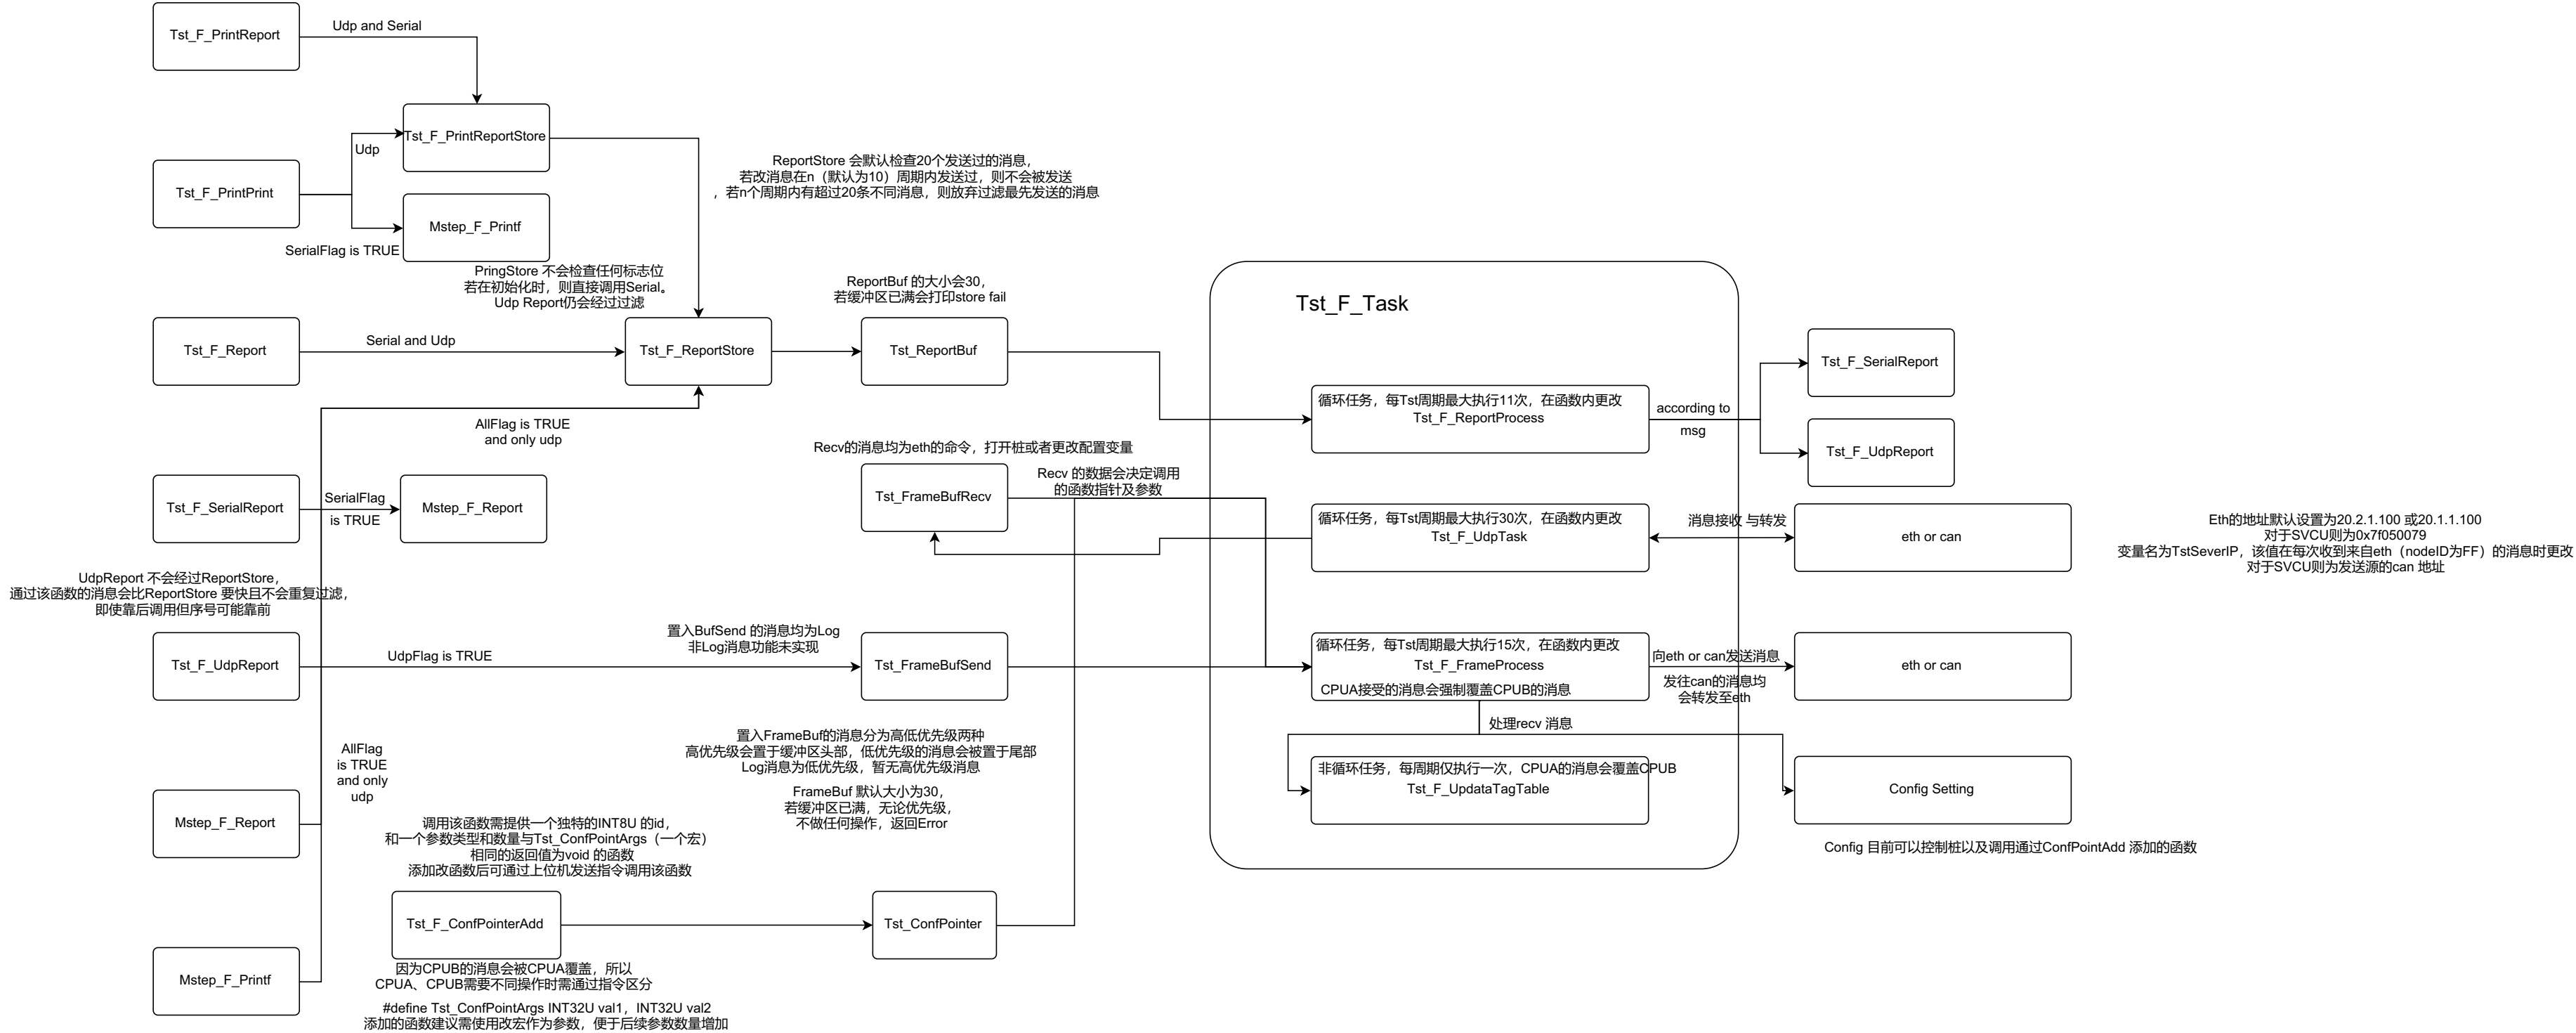 Tst_F_PrintReport
Udp and Serial
Tst_F_PrintReportStore
Udp
Tst_F_PrintPrint
Mstep_F_Printf
SerialFlag is TRUE
ReportStore 会默认检查20个发送过的消息，
若改消息在n（默认为10）周期内发送过，则不会被发送
，若n个周期内有超过20条不同消息，则放弃过滤最先发送的消息
PringStore 不会检查任何标志位
若在初始化时，则直接调用Serial。
Udp Report仍会经过过滤
ReportBuf 的大小会30，
若缓冲区已满会打印store fail
Tst_F_Task
Tst_F_Report
Serial and Udp
Tst_F_ReportStore
Tst_ReportBuf
Tst_F_SerialReport
循环任务，每Tst周期最大执行11次，在函数内更改
Tst_F_ReportProcess
according to
msg
Tst_F_UdpReport
AllFlag is TRUE
and only udp
Recv的消息均为eth的命令，打开桩或者更改配置变量
Recv 的数据会决定调用
的函数指针及参数
Tst_F_SerialReport
SerialFlag
is TRUE
Mstep_F_Report
Tst_FrameBufRecv
循环任务，每Tst周期最大执行30次，在函数内更改
Tst_F_UdpTask
消息接收 与转发
eth or can
Eth的地址默认设置为20.2.1.100 或20.1.1.100
对于SVCU则为0x7f050079
变量名为TstSeverIP，该值在每次收到来自eth（nodeID为FF）的消息时更改
对于SVCU则为发送源的can 地址
UdpReport 不会经过ReportStore，
通过该函数的消息会比ReportStore 要快且不会重复过滤，
即使靠后调用但序号可能靠前
Tst_F_UdpReport
UdpFlag is TRUE
置入BufSend 的消息均为Log
非Log消息功能未实现
Tst_FrameBufSend
循环任务，每Tst周期最大执行15次，在函数内更改
Tst_F_FrameProcess
CPUA接受的消息会强制覆盖CPUB的消息
向eth or can发送消息
发往can的消息均
会转发至eth
eth or can
处理recv 消息
AllFlag
is TRUE
and only
udp
置入FrameBuf的消息分为高低优先级两种
高优先级会置于缓冲区头部，低优先级的消息会被置于尾部
Log消息为低优先级，暂无高优先级消息
FrameBuf 默认大小为30，
若缓冲区已满，无论优先级，
不做任何操作，返回Error
非循环任务，每周期仅执行一次，CPUA的消息会覆盖CPUB
Tst_F_UpdataTagTable
Config Setting
Config 目前可以控制桩以及调用通过ConfPointAdd 添加的函数
Mstep_F_Report
调用该函数需提供一个独特的INT8U 的id，
和一个参数类型和数量与Tst_ConfPointArgs（一个宏）
相同的返回值为void 的函数
添加改函数后可通过上位机发送指令调用该函数
Tst_F_ConfPointerAdd
Tst_ConfPointer
Mstep_F_Printf
因为CPUB的消息会被CPUA覆盖，所以
CPUA、CPUB需要不同操作时需通过指令区分
#define Tst_ConfPointArgs INT32U val1，INT32U val2
添加的函数建议需使用改宏作为参数，便于后续参数数量增加